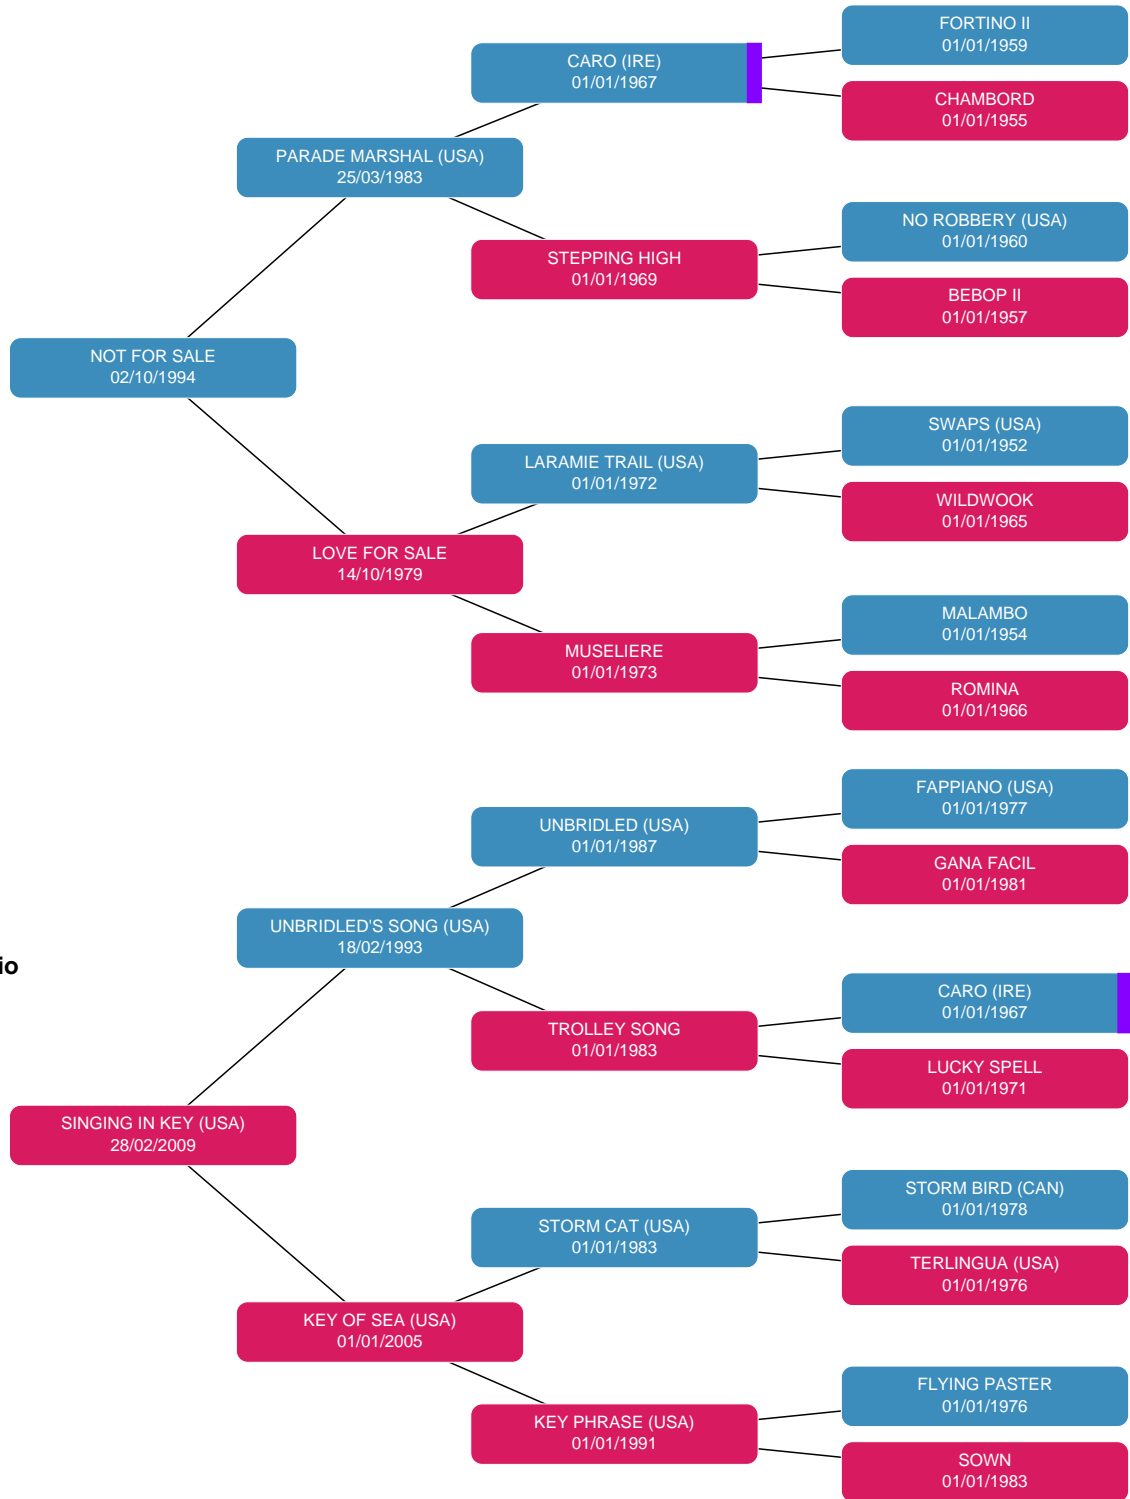 FORTINO II
01/01/1959
CARO (IRE)
01/01/1967
CHAMBORD
01/01/1955
PARADE MARSHAL (USA)
25/03/1983
NO ROBBERY (USA)
01/01/1960
STEPPING HIGH
01/01/1969
BEBOP II
01/01/1957
NOT FOR SALE
02/10/1994
SWAPS (USA)
01/01/1952
LARAMIE TRAIL (USA)
01/01/1972
WILDWOOK
01/01/1965
LOVE FOR SALE
14/10/1979
MALAMBO
01/01/1954
MUSELIERE
01/01/1973
ROMINA
01/01/1966
FAPPIANO (USA)
01/01/1977
UNBRIDLED (USA)
01/01/1987
GANA FACIL
01/01/1981
UNBRIDLED'S SONG (USA)
18/02/1993
io
CARO (IRE)
01/01/1967
TROLLEY SONG
01/01/1983
LUCKY SPELL
01/01/1971
SINGING IN KEY (USA)
28/02/2009
STORM BIRD (CAN)
01/01/1978
STORM CAT (USA)
01/01/1983
TERLINGUA (USA)
01/01/1976
KEY OF SEA (USA)
01/01/2005
FLYING PASTER
01/01/1976
KEY PHRASE (USA)
01/01/1991
SOWN
01/01/1983